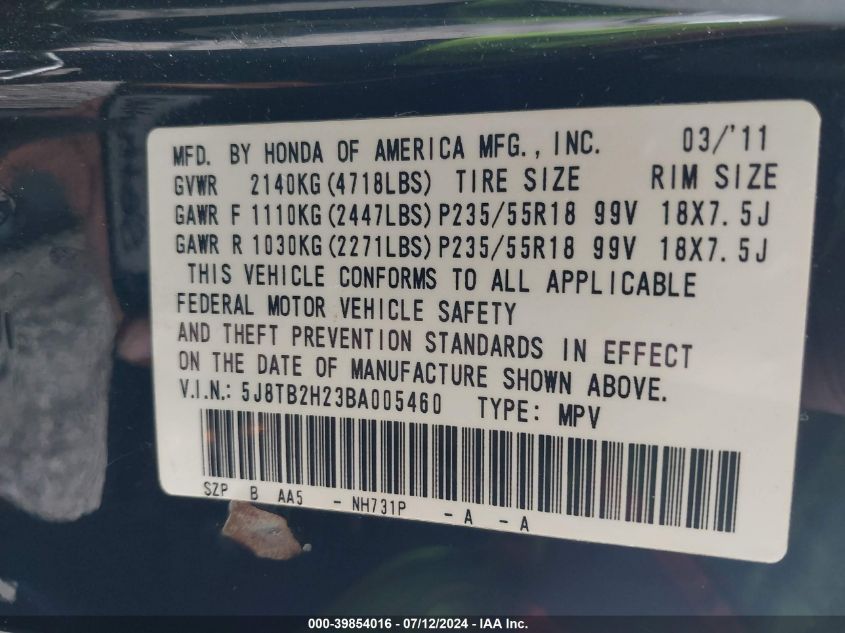 MFD. BY HONDA OF AMERICA MFG., INC. 03/'11
GVWR 2140KG (4718LBS) TIRE SIZE RIM SIZE
GAWR F 1110KG (2447LBS) P235/55R18 99V 18X7.5J
GAWR R 1030KG (2271LBS) P235/55R18 99V 18X7.5J
THIS VEHICLE CONFORMS TO ALL APPLICABLE
FEDERAL MOTOR VEHICLE SAFETY
AND THEFT PREVENTION STANDARDS IN EFFECT
ON THE DATE OF MANUFACTURE SHOWN ABOVE.
V.I.N.: 5J8TB2H23BA005460 TYPE: MPV
SZP B AA5 - NH731P - A - A
000-39854016 - 07/12/2024 - IAA Inc.